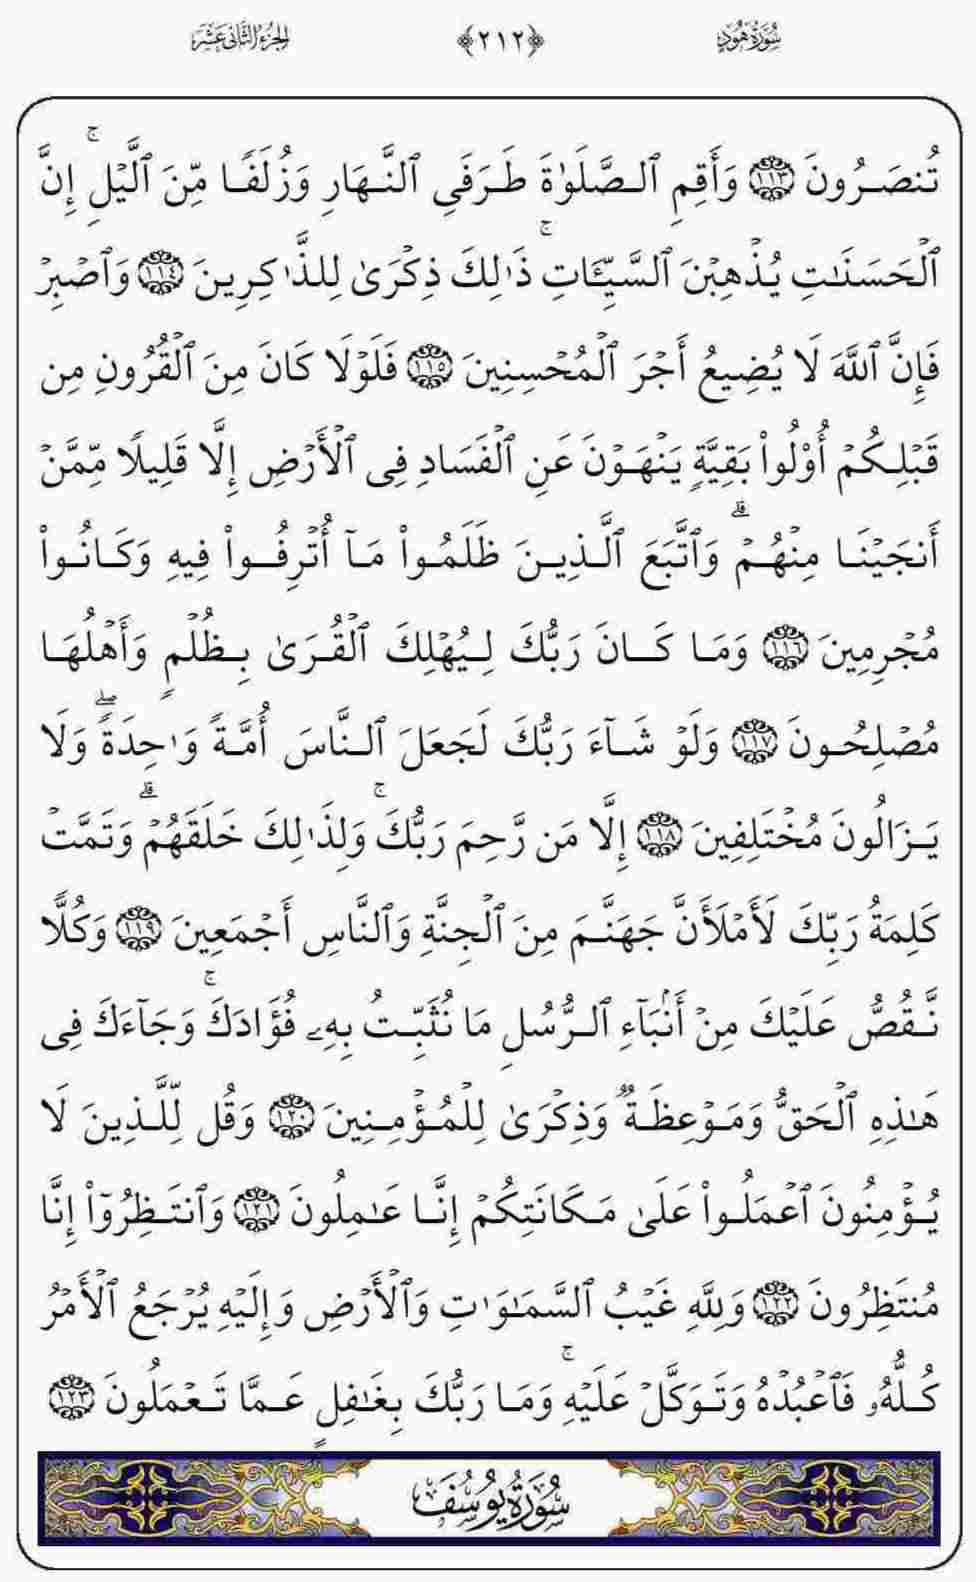 سُورَةُ هُودٍ ﴿٢١٢﴾ الجُزءُ الثَّانِي عَشَر
تُنصَرُونَ ١١٣ وَأَقِمِ ٱلصَّلَوٰةَ طَرَفَىِ ٱلنَّهَارِ وَزُلَفًا مِّنَ ٱلَّيۡلِۚ إِنَّ
ٱلۡحَسَنَٰتِ يُذۡهِبۡنَ ٱلسَّيِّـَٔاتِۚ ذَٰلِكَ ذِكۡرَىٰ لِلذَّٰكِرِينَ ١١٤ وَٱصۡبِرۡ
فَإِنَّ ٱللَّهَ لَا يُضِيعُ أَجۡرَ ٱلۡمُحۡسِنِينَ ١١٥ فَلَوۡلَا كَانَ مِنَ ٱلۡقُرُونِ مِن
قَبۡلِكُمۡ أُوْلُواْ بَقِيَّةٍ يَنۡهَوۡنَ عَنِ ٱلۡفَسَادِ فِى ٱلۡأَرۡضِ إِلَّا قَلِيلًا مِّمَّنۡ
أَنجَيۡنَا مِنۡهُمۡۗ وَٱتَّبَعَ ٱلَّذِينَ ظَلَمُواْ مَآ أُتۡرِفُواْ فِيهِ وَكَانُواْ
مُجۡرِمِينَ ١١٦ وَمَا كَانَ رَبُّكَ لِيُهۡلِكَ ٱلۡقُرَىٰ بِظُلۡمٍ وَأَهۡلُهَا
مُصۡلِحُونَ ١١٧ وَلَوۡ شَآءَ رَبُّكَ لَجَعَلَ ٱلنَّاسَ أُمَّةً وَٰحِدَةًۖ وَلَا
يَزَالُونَ مُخۡتَلِفِينَ ١١٨ إِلَّا مَن رَّحِمَ رَبُّكَۚ وَلِذَٰلِكَ خَلَقَهُمۡۗ وَتَمَّتۡ
كَلِمَةُ رَبِّكَ لَأَمۡلَأَنَّ جَهَنَّمَ مِنَ ٱلۡجِنَّةِ وَٱلنَّاسِ أَجۡمَعِينَ ١١٩ وَكُلًّا
نَّقُصُّ عَلَيۡكَ مِنۡ أَنۢبَآءِ ٱلرُّسُلِ مَا نُثَبِّتُ بِهِۦ فُؤَادَكَۚ وَجَآءَكَ فِى
هَٰذِهِ ٱلۡحَقُّ وَمَوۡعِظَةٌ وَذِكۡرَىٰ لِلۡمُؤۡمِنِينَ ١٢٠ وَقُل لِّلَّذِينَ لَا
يُؤۡمِنُونَ ٱعۡمَلُواْ عَلَىٰ مَكَانَتِكُمۡ إِنَّا عَٰمِلُونَ ١٢١ وَٱنتَظِرُوٓاْ إِنَّا
مُنتَظِرُونَ ١٢٢ وَلِلَّهِ غَيۡبُ ٱلسَّمَٰوَٰتِ وَٱلۡأَرۡضِ وَإِلَيۡهِ يُرۡجَعُ ٱلۡأَمۡرُ
كُلُّهُۥ فَٱعۡبُدۡهُ وَتَوَكَّلۡ عَلَيۡهِۚ وَمَا رَبُّكَ بِغَٰفِلٍ عَمَّا تَعۡمَلُونَ ١٢٣
سُورَةُ يُوسُفَ